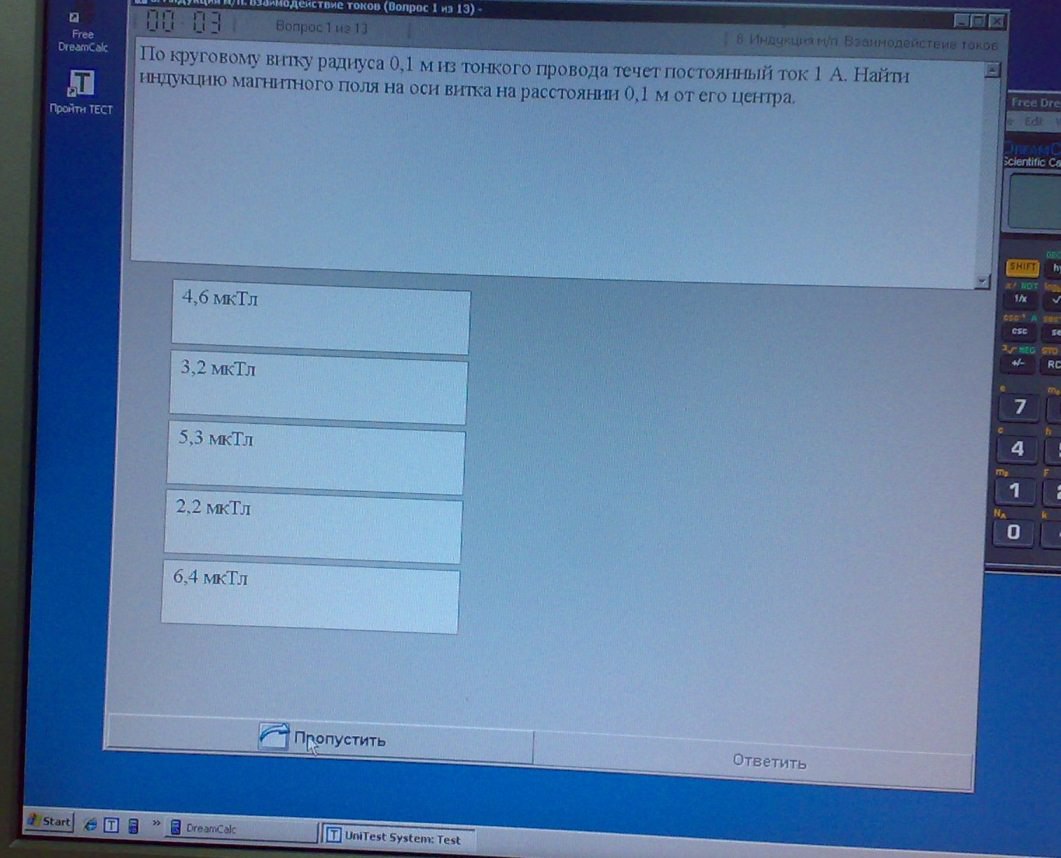 Взаимодействие токов (Вопрос 1 из 13) -
00 03
Вопрос 1 из 13
8. Индукция м/п. Взаимодействие токов
Free
DreamCalc
Пройти ТЕСТ
По круговому витку радиуса 0,1 м из тонкого провода течет постоянный ток 1 А. Найти
индукцию магнитного поля на оси витка на расстоянии 0,1 м от его центра.
4,6 мкТл
3,2 мкТл
5,3 мкТл
2,2 мкТл
6,4 мкТл
Пропустить
Ответить
Free Dre
Edit
DREAMC
Scientific Ca
SHIFT
1/x
csc
+/-
RC
7
4
1
0
Start
T
»
DreamCalc
UniTest System: Test